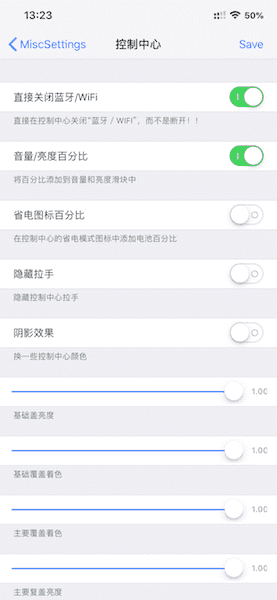 13:23
50%
MiscSettings
控制中心
Save
直接关闭蓝牙/WiFi
直接在控制中心关闭“蓝牙 / WIFI”，而不是断开！！
音量/亮度百分比
将百分比添加到音量和亮度滑块中
省电图标百分比
在控制中心的省电模式图标中添加电池百分比
隐藏拉手
隐藏控制中心拉手
阴影效果
换一些控制中心颜色
1.00
基础盖亮度
1.00
基础覆盖着色
1.00
主要覆盖着色
1.00
主要复盖亮度